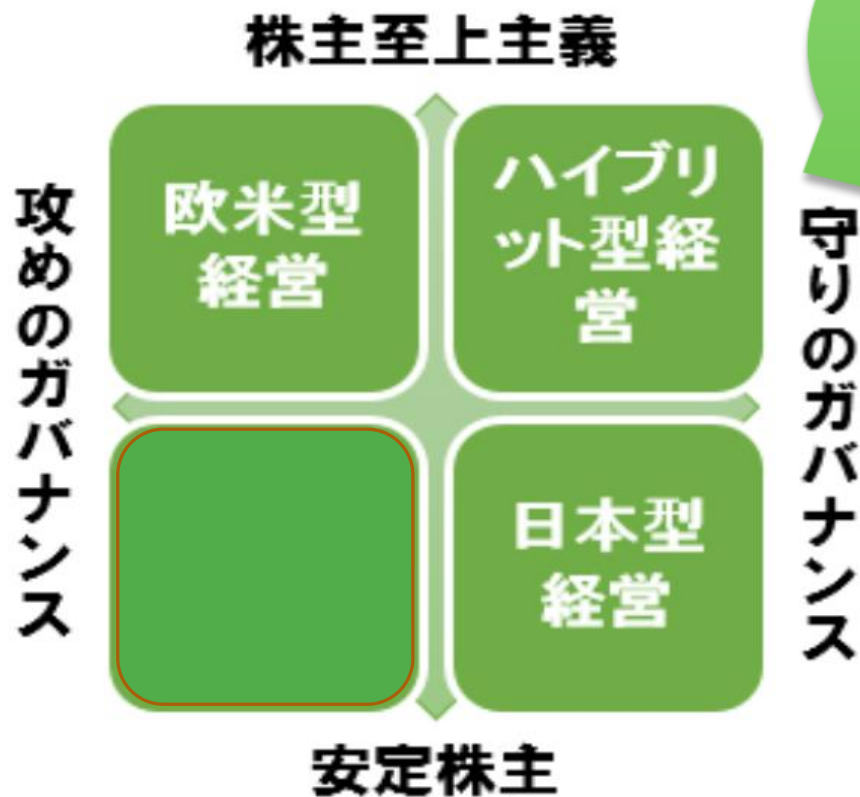 株主至上主義
攻めのガバナンス
欧米型
経営
ハイブリ
ット型経
営
守りのガバナンス
日本型
経営
安定株主